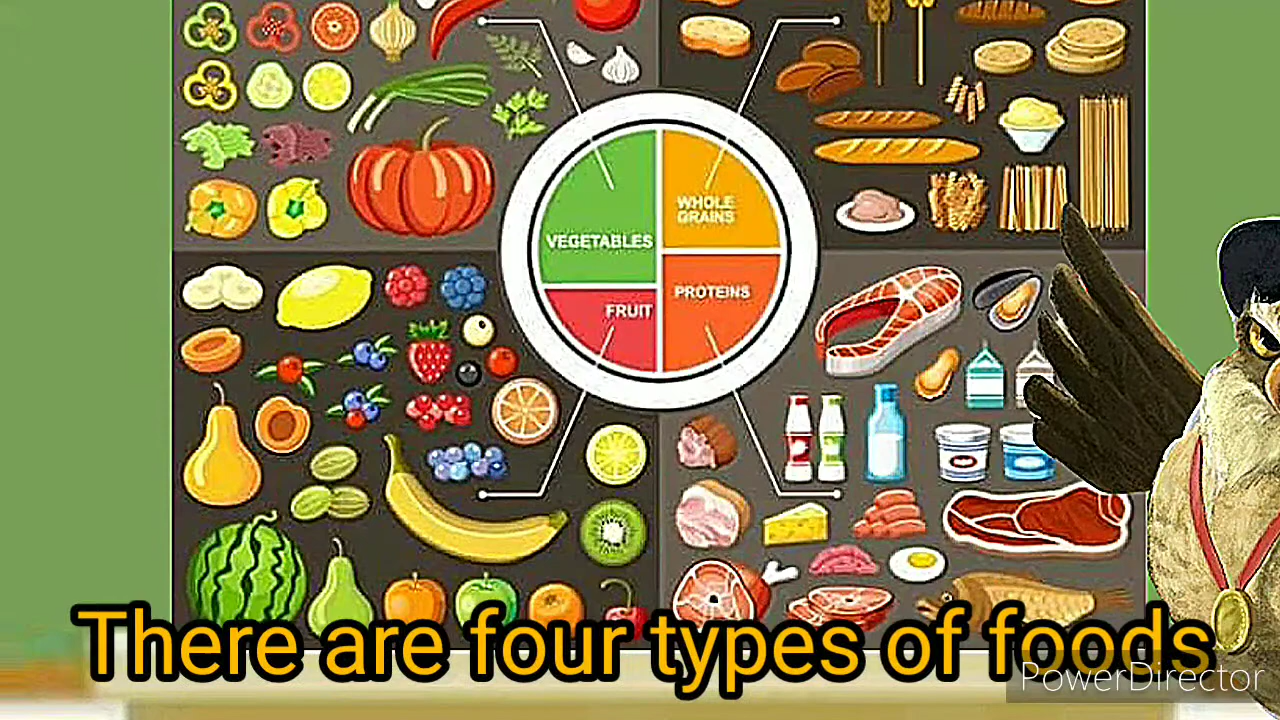 WHOLE
GRAINS
VEGETABLES
PROTEINS
FRUIT
There are four types of foods
PowerDirector